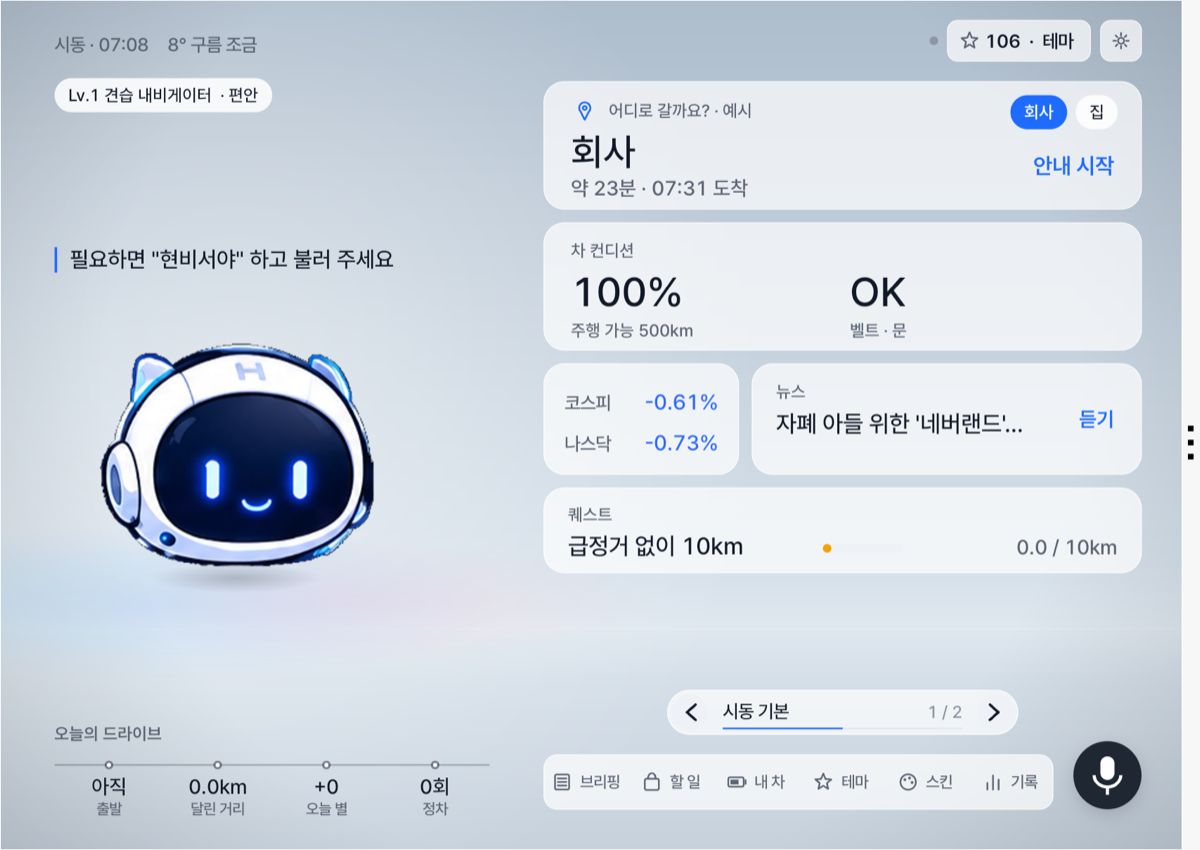 시동 · 07:08 8° 구름 조금
106 · 테마
Lv.1 견습 내비게이터 · 편안
필요하면 "현비서야" 하고 불러 주세요
H
어디로 갈까요? · 예시
회사 집
회사
안내 시작
약 23분 · 07:31 도착
차 컨디션
100% OK
주행 가능 500km 벨트 · 문
코스피 -0.61%
나스닥 -0.73%
뉴스
자폐 아들 위한 '네버랜드'...
듣기
퀘스트
급정거 없이 10km 0.0 / 10km
시동 기본 1 / 2
오늘의 드라이브
아직 0.0km +0 0회
출발 달린 거리 오늘 별 정차
브리핑 할 일 내 차 테마 스킨 기록